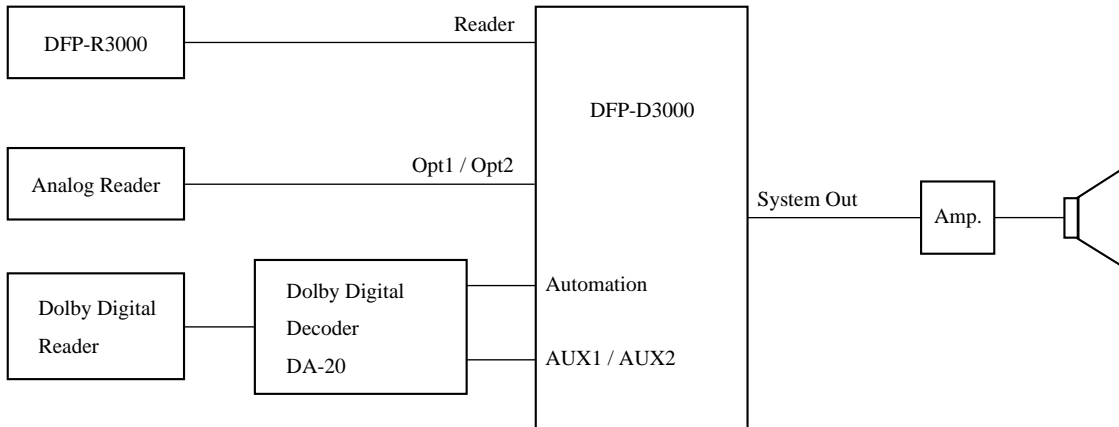 DFP-R3000
Reader
DFP-D3000
Analog Reader
Opt1 / Opt2
System Out
Amp.
Dolby Digital
Reader
Dolby Digital
Decoder
DA-20
Automation
AUX1 / AUX2